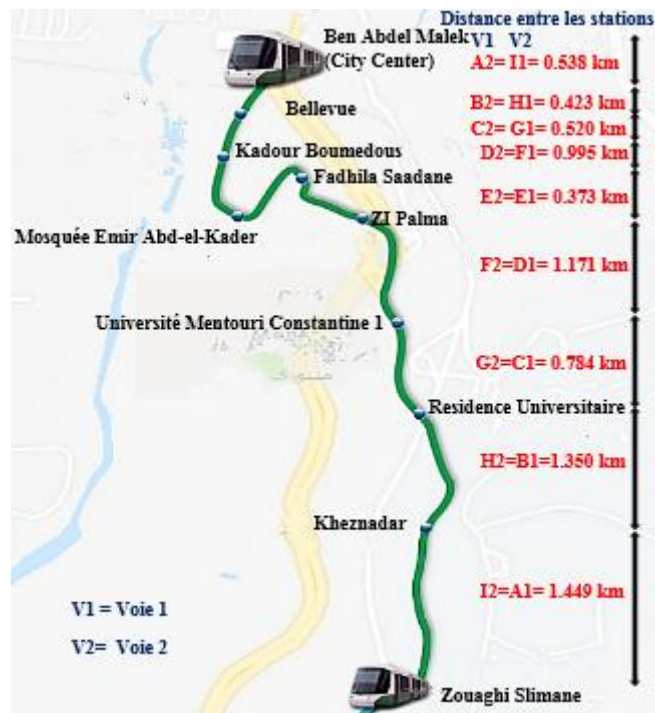 Distance entre les stations
V1 V2
Ben Abdel Malek
(City Center)
A2= I1= 0.538 km
B2= H1= 0.423 km
Bellevue
C2= G1= 0.520 km
Kadour Boumedous
D2=F1= 0.995 km
Fadhila Saadane
E2=E1= 0.373 km
ZI Palma
Mosquée Emir Abd-el-Kader
F2=D1= 1.171 km
Université Mentouri Constantine 1
G2=C1= 0.784 km
Residence Universitaire
H2=B1=1.350 km
Kheznadar
I2=A1= 1.449 km
V1 = Voie 1
V2= Voie 2
Zouaghi Slimane